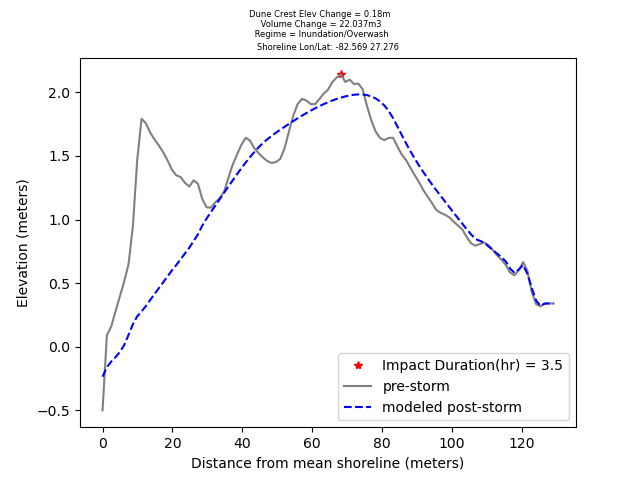 Dune Crest Elev Change = 0.18m
Volume Change = 22.037m3
Regime = Inundation/Overwash
Shoreline Lon/Lat: -82.569 27.276
2.0
1.5
1.0
0.5
0.0
−0.5
Elevation (meters)
Impact Duration(hr) = 3.5
pre-storm
modeled post-storm
0 20 40 60 80 100 120
Distance from mean shoreline (meters)